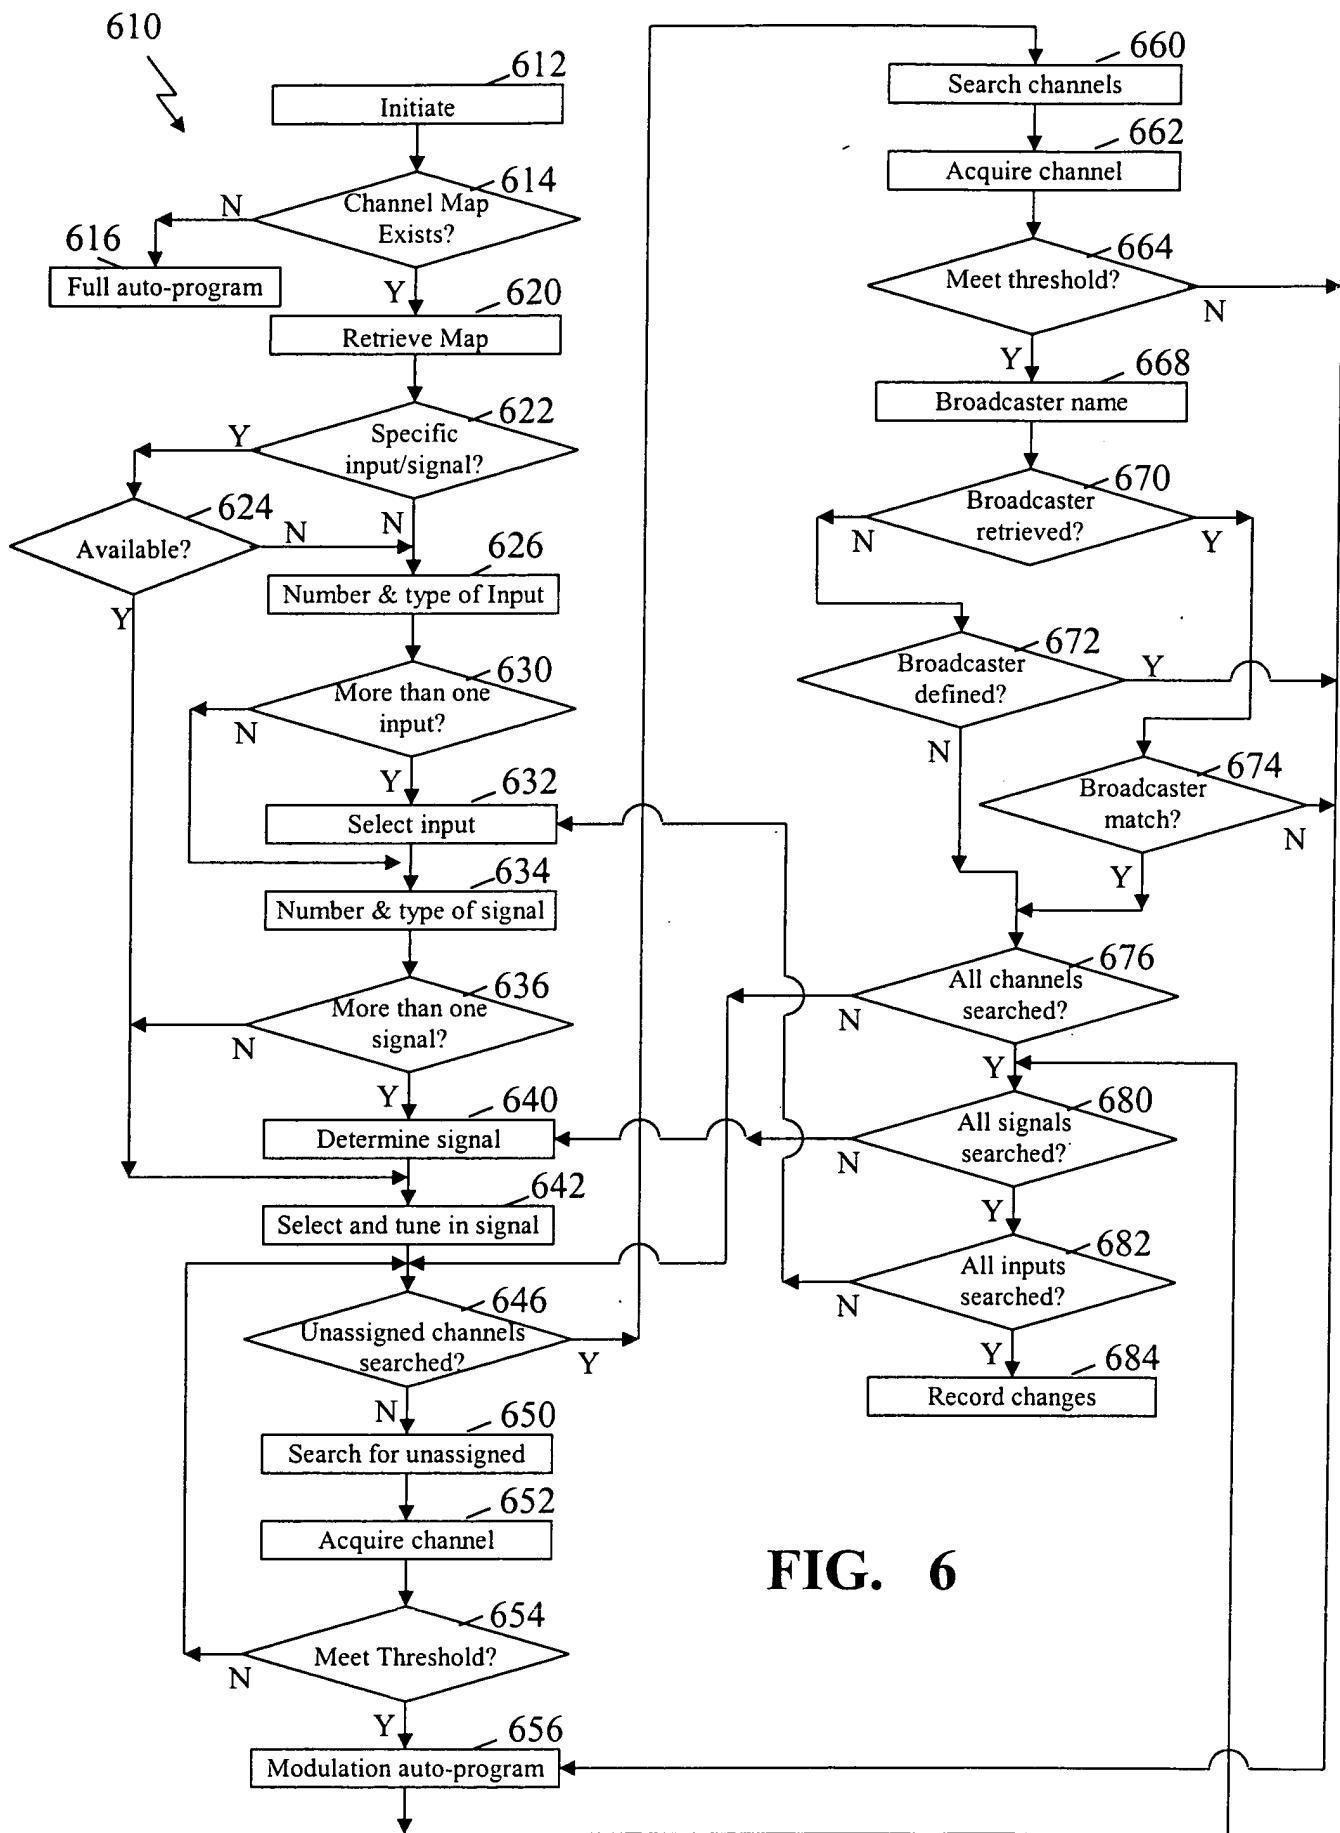 610
612
Initiate
614
Channel Map
Exists?
N
616
Full auto-program
Y
620
Retrieve Map
622
Specific
input/signal?
Y
624
Available?
N
N
Y
626
Number & type of Input
630
More than one
input?
N
Y
632
Select input
634
Number & type of signal
636
More than one
signal?
N
Y
640
Determine signal
642
Select and tune in signal
646
Unassigned channels
searched?
Y
N
650
Search for unassigned
652
Acquire channel
654
Meet Threshold?
N
Y
656
Modulation auto-program
660
Search channels
662
Acquire channel
664
Meet threshold?
N
Y
668
Broadcaster name
670
Broadcaster
retrieved?
N
Y
672
Broadcaster
defined?
Y
N
674
Broadcaster
match?
N
Y
676
All channels
searched?
N
Y
680
All signals
searched?
N
Y
682
All inputs
searched?
N
Y
684
Record changes
FIG. 6